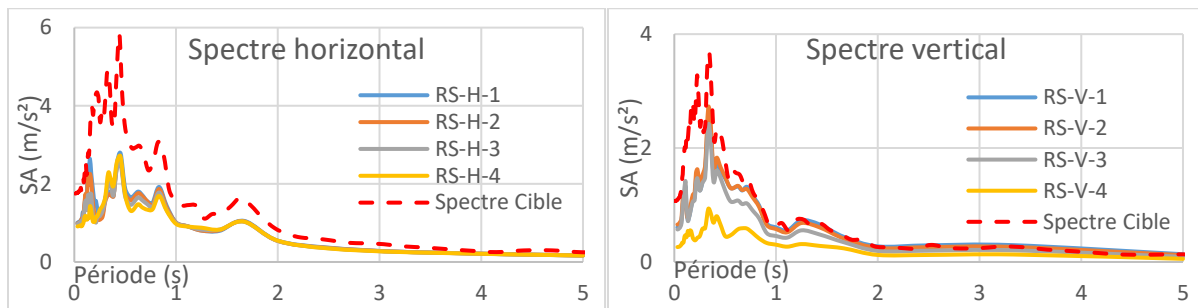 Spectre horizontal
SA (m/s²)
6
4
2
0
RS-H-1
RS-H-2
RS-H-3
RS-H-4
Spectre Cible
Période (s)
0 1 2 3 4 5
Spectre vertical
SA (m/s²)
4
2
0
RS-V-1
RS-V-2
RS-V-3
RS-V-4
Spectre Cible
Période (s)
0 1 2 3 4 5